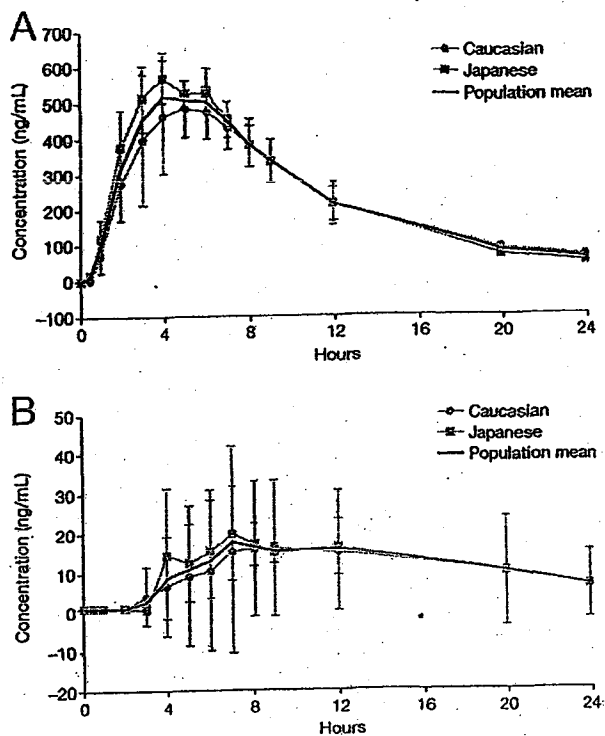 A
Concentration (ng/mL)
700
600
500
400
300
200
100
0
–100
Caucasian
Japanese
Population mean
0
4
8
12
16
20
24
Hours
B
Concentration (ng/mL)
50
40
30
20
10
0
–10
–20
Caucasian
Japanese
Population mean
0
4
8
12
16
20
24
Hours